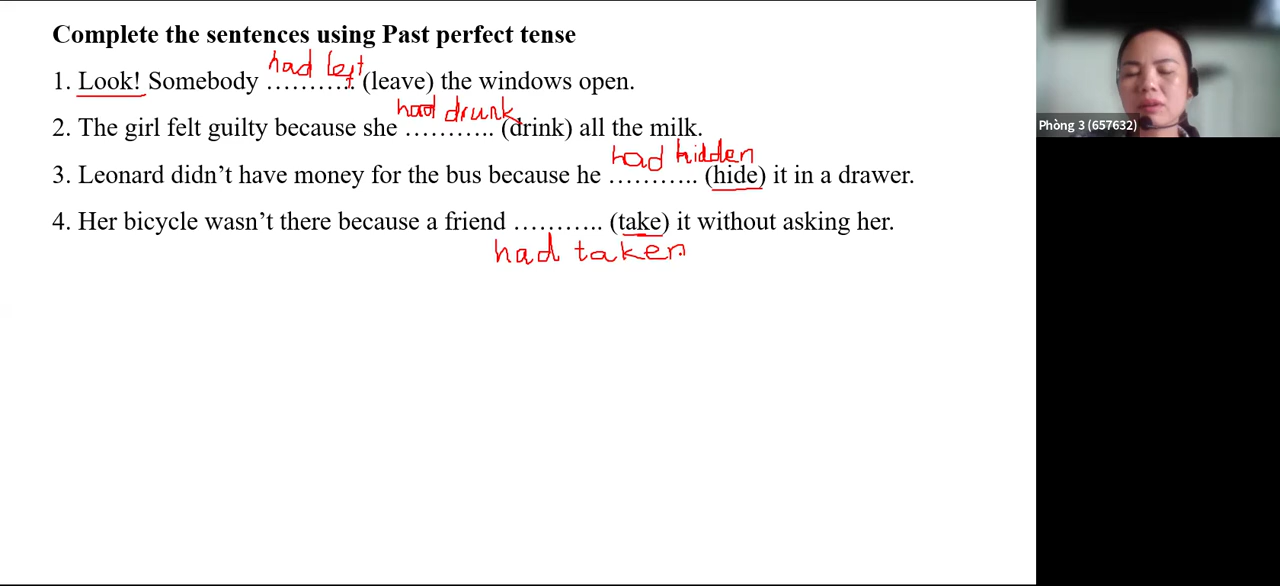 Complete the sentences using Past perfect tense
had left
1. Look! Somebody ........... (leave) the windows open.
had drunk
2. The girl felt guilty because she ........... (drink) all the milk.
had hidden
3. Leonard didn't have money for the bus because he ........... (hide) it in a drawer.
4. Her bicycle wasn't there because a friend ........... (take) it without asking her.
had taken
Phòng 3 (657632)